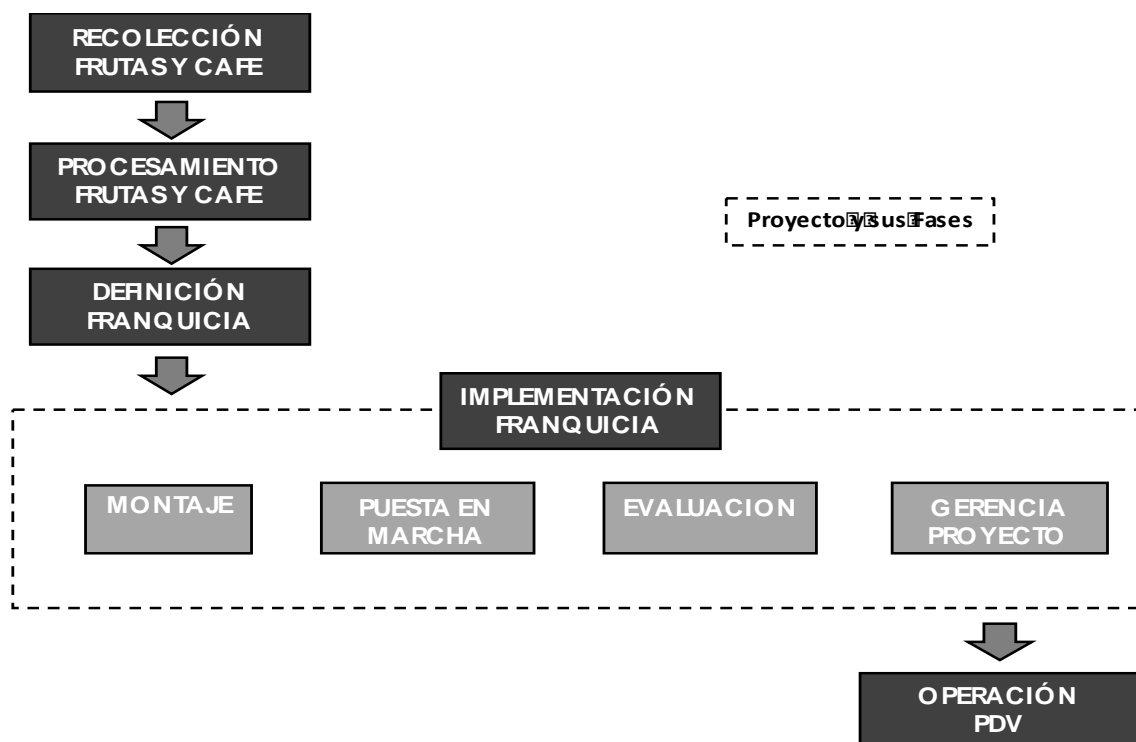 RECOLECCIÓN
FRUTAS Y CAFE
PROCESAMIENTO
FRUTAS Y CAFE
Proyecto y sus Fases
DEFINICIÓN
FRANQUICIA
IMPLEMENTACIÓN
FRANQUICIA
MONTAJE
PUESTA EN
MARCHA
EVALUACION
GERENCIA
PROYECTO
OPERACIÓN
PDV